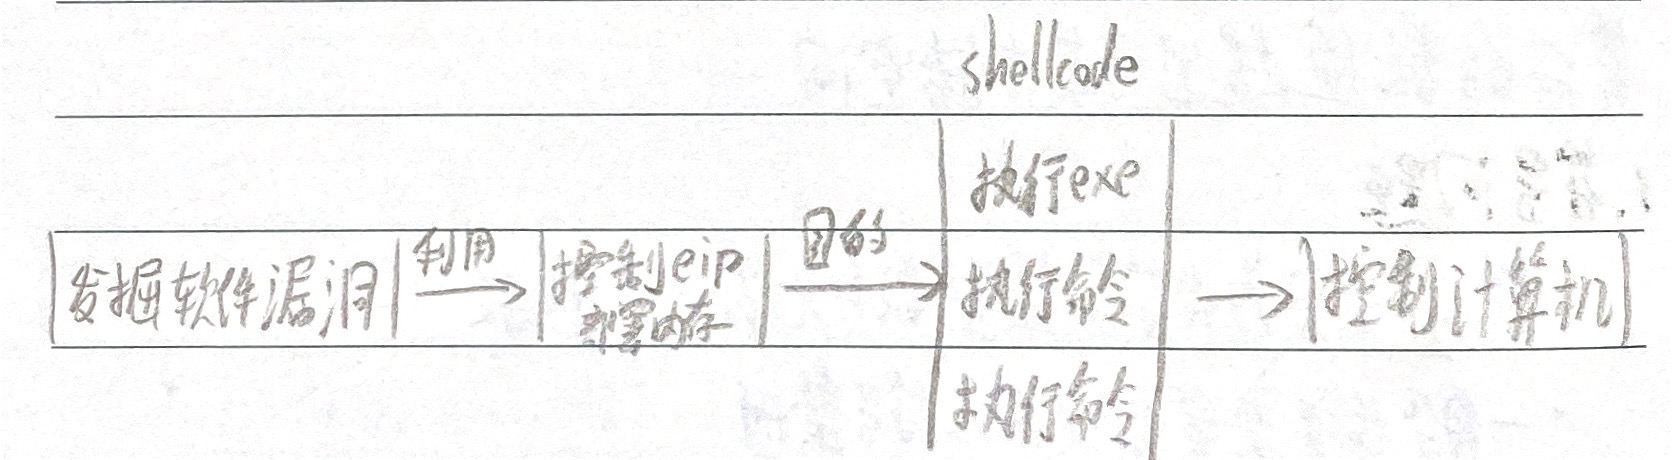 shellcode
执行exe
发掘软件漏洞 利用 控制eip 目的 执行命令 控制计算机
部署内存
执行命令